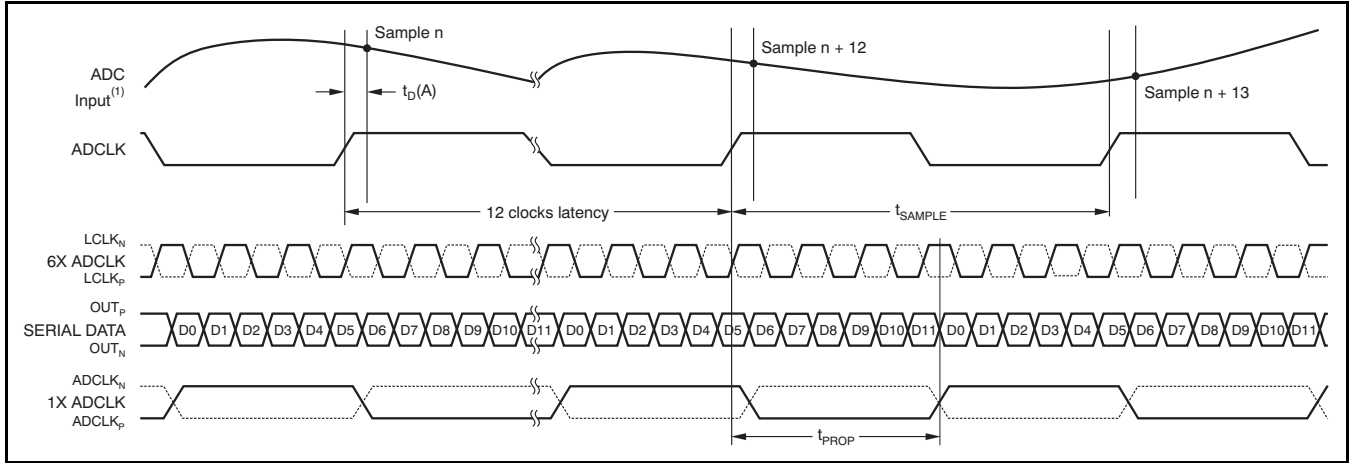 Sample n
Sample n + 12
ADC
Input(1)
tD(A)
Sample n + 13
ADCLK
12 clocks latency
tSAMPLE
LCLKN
6X ADCLK
LCLKP
OUTP
SERIAL DATA
D0 D1 D2 D3 D4 D5 D6 D7 D8 D9 D10 D11 D0 D1 D2 D3 D4 D5 D6 D7 D8 D9 D10 D11 D0 D1 D2 D3 D4 D5 D6 D7 D8 D9 D10 D11
OUTN
ADCLKN
1X ADCLK
ADCLKP
tPROP